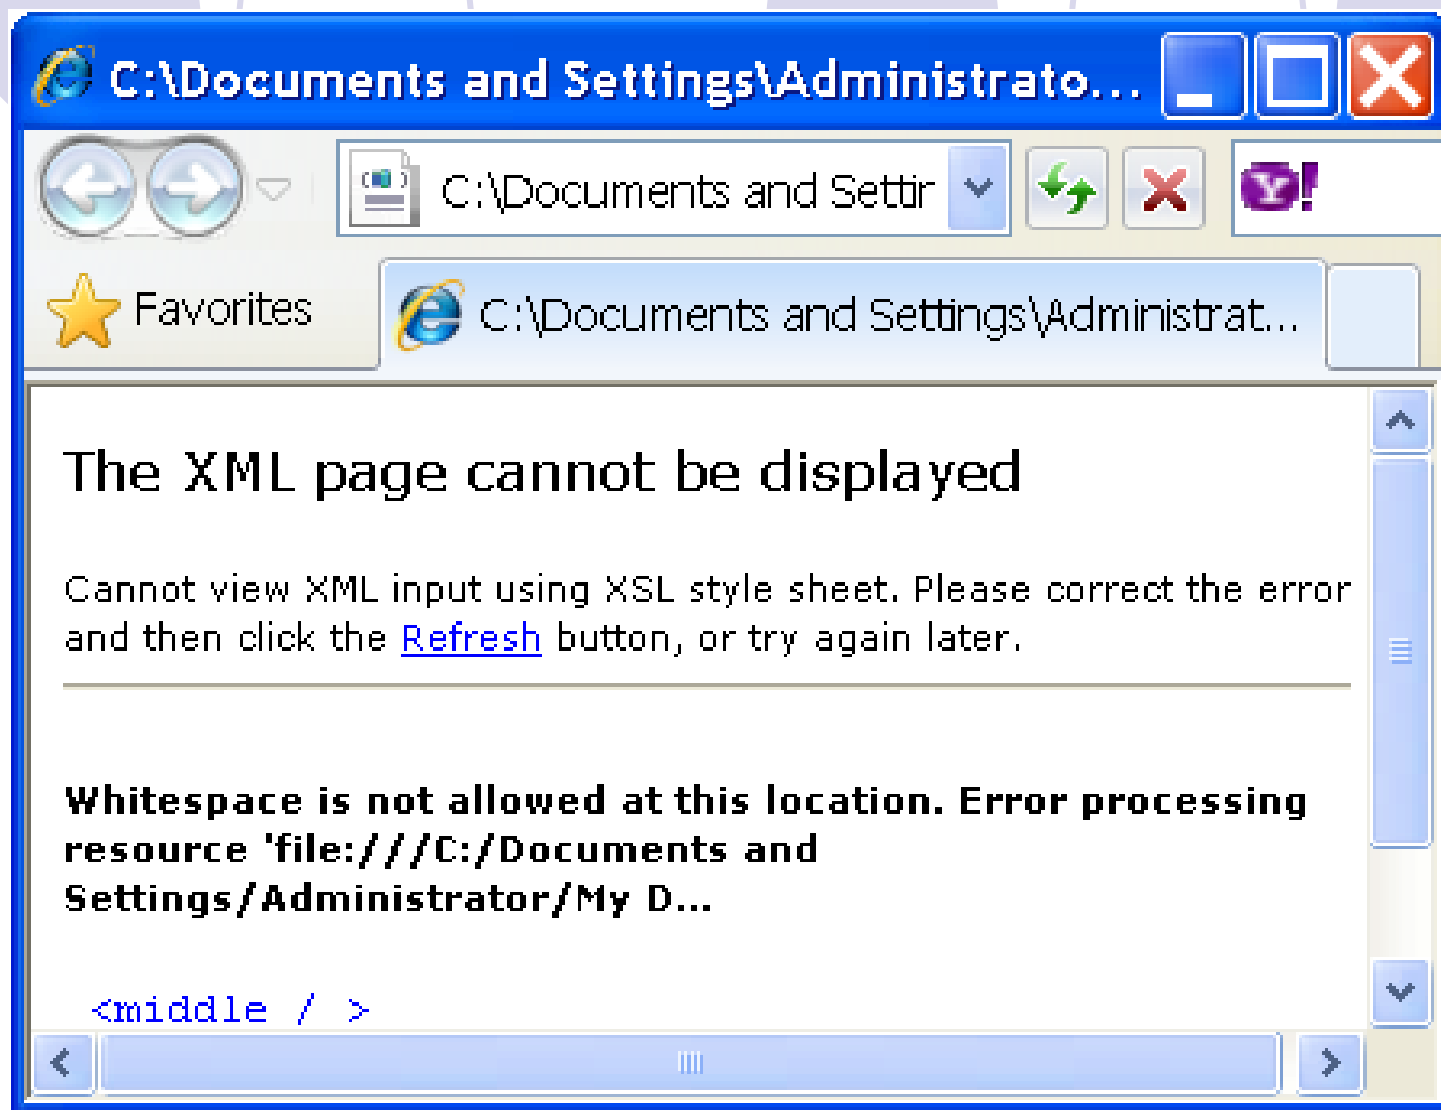 C:\Documents and Settings\Administrato...
C:\Documents and Settin
Y!
Favorites
C:\Documents and Settings\Administrat...
The XML page cannot be displayed
Cannot view XML input using XSL style sheet. Please correct the error
and then click the Refresh button, or try again later.
Whitespace is not allowed at this location. Error processing
resource 'file:///C:/Documents and
Settings/Administrator/My D...
<middle / >